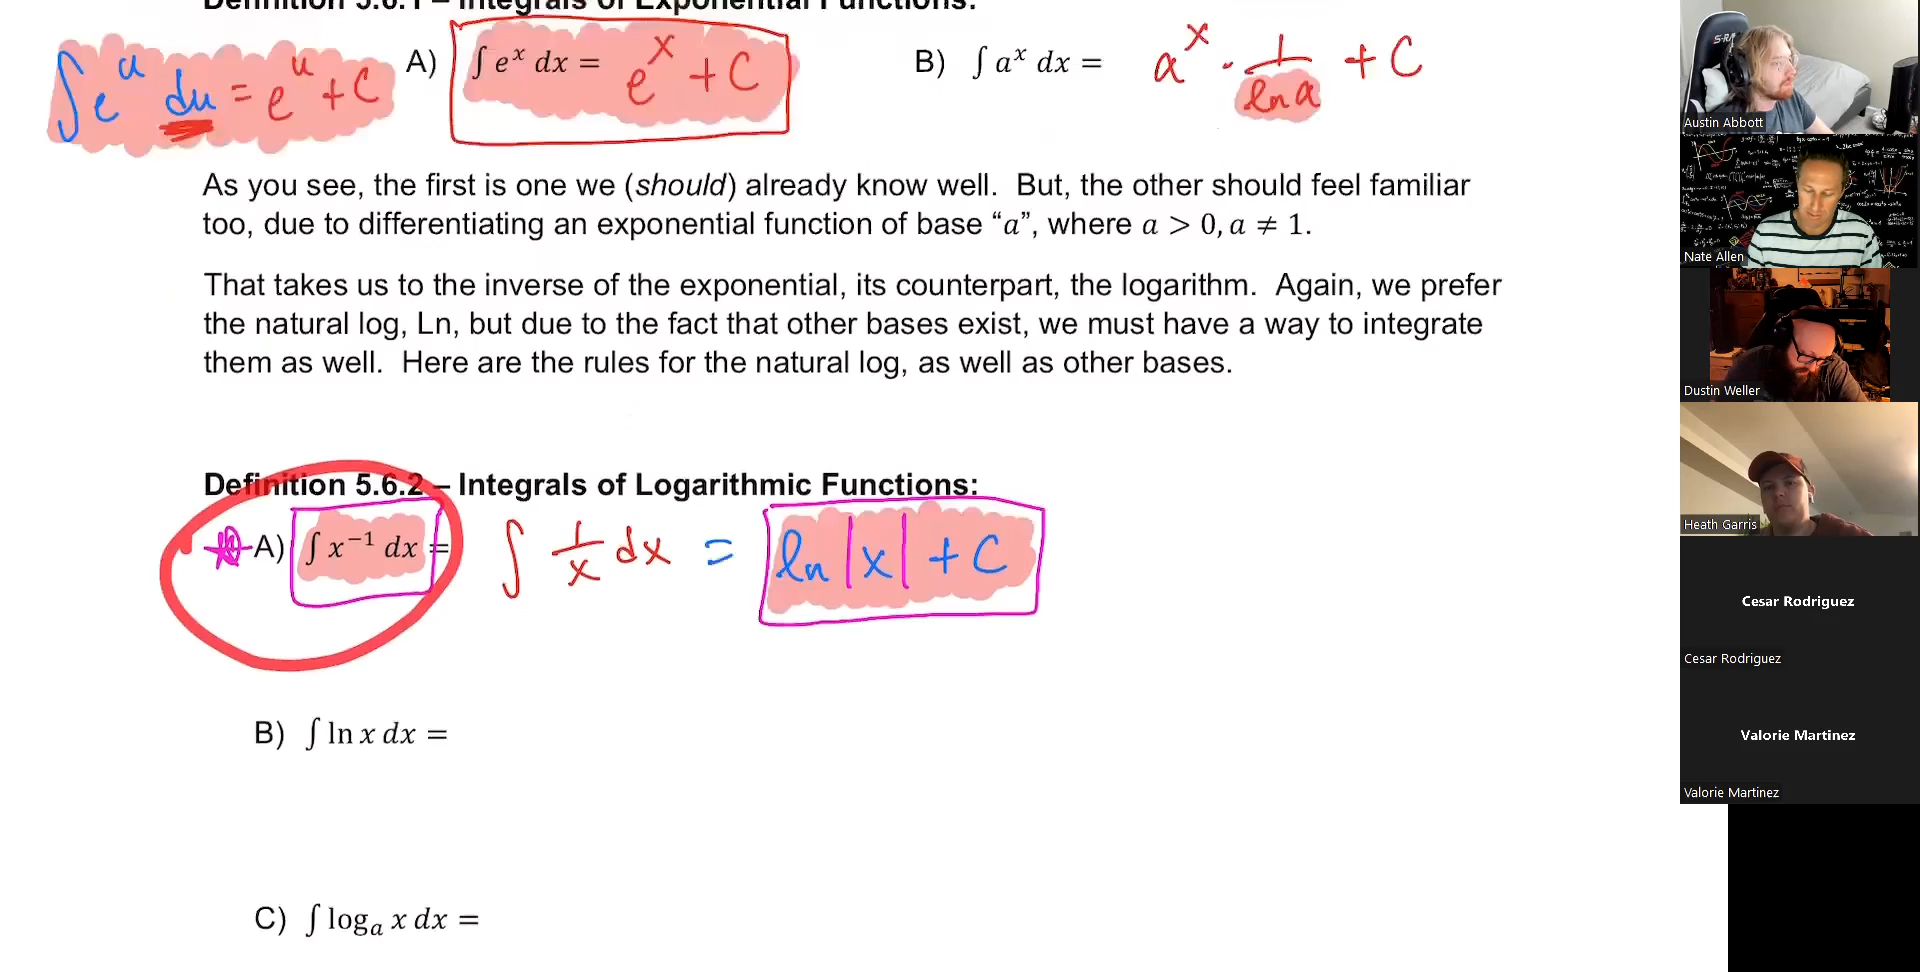 Definition 5.6.1 – Integrals of Exponential Functions:
∫e^u du = e^u + C
A) ∫ e^x dx = e^x + C
B) ∫ a^x dx = a^x · 1/ln a + C
As you see, the first is one we (should) already know well. But, the other should feel familiar
too, due to differentiating an exponential function of base “a”, where a > 0, a ≠ 1.
That takes us to the inverse of the exponential, its counterpart, the logarithm. Again, we prefer
the natural log, Ln, but due to the fact that other bases exist, we must have a way to integrate
them as well. Here are the rules for the natural log, as well as other bases.
Definition 5.6.2 – Integrals of Logarithmic Functions:
A) ∫ x^−1 dx = ∫ 1/x dx = ln|x| + C
B) ∫ ln x dx =
C) ∫ log_a x dx =
Austin Abbott
Nate Allen
Dustin Weller
Heath Garris
Cesar Rodriguez
Cesar Rodriguez
Valorie Martinez
Valorie Martinez